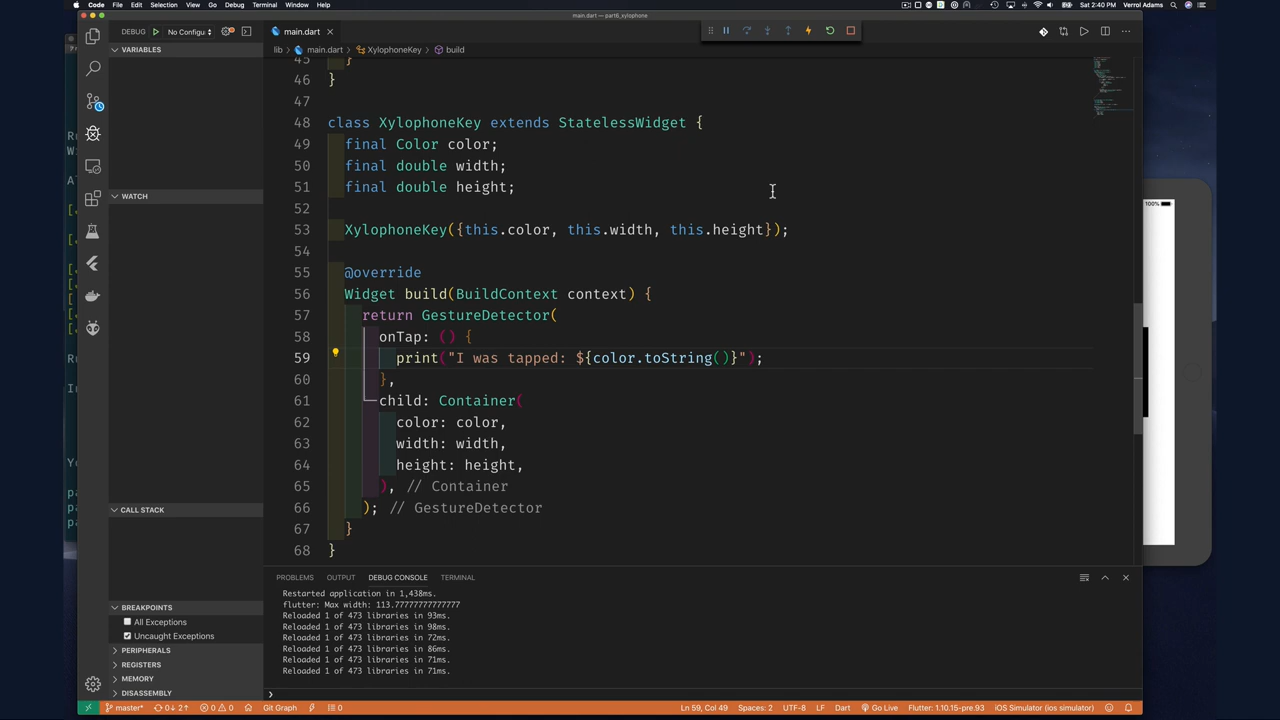 Code File Edit Selection View Go Debug Terminal Window Help
Sat 2:40 PM Verrol Adams
main.dart — part6_xylophone
DEBUG No Configu
main.dart
VARIABLES
lib main.dart XylophoneKey build
45 }
46 }
47
48 class XylophoneKey extends StatelessWidget {
49 final Color color;
50 final double width;
51 final double height;
52
53 XylophoneKey({this.color, this.width, this.height});
54
55 @override
56 Widget build(BuildContext context) {
57 return GestureDetector(
58 onTap: () {
59 print("I was tapped: ${color.toString()}");
60 },
61 child: Container(
62 color: color,
63 width: width,
64 height: height,
65 ), // Container
66 ); // GestureDetector
67 }
68 }
WATCH
CALL STACK
BREAKPOINTS
All Exceptions
Uncaught Exceptions
PERIPHERALS
REGISTERS
MEMORY
DISASSEMBLY
PROBLEMS OUTPUT DEBUG CONSOLE TERMINAL
Restarted application in 1,438ms.
flutter: Max width: 113.77777777777777
Reloaded 1 of 473 libraries in 93ms.
Reloaded 1 of 473 libraries in 98ms.
Reloaded 1 of 473 libraries in 72ms.
Reloaded 1 of 473 libraries in 86ms.
Reloaded 1 of 473 libraries in 71ms.
Reloaded 1 of 473 libraries in 71ms.
100%
master* 0↓ 2↑ 0 0 Git Graph 0
Ln 59, Col 49 Spaces: 2 UTF-8 LF Dart Go Live Flutter: 1.10.15-pre.93 iOS Simulator (ios simulator)